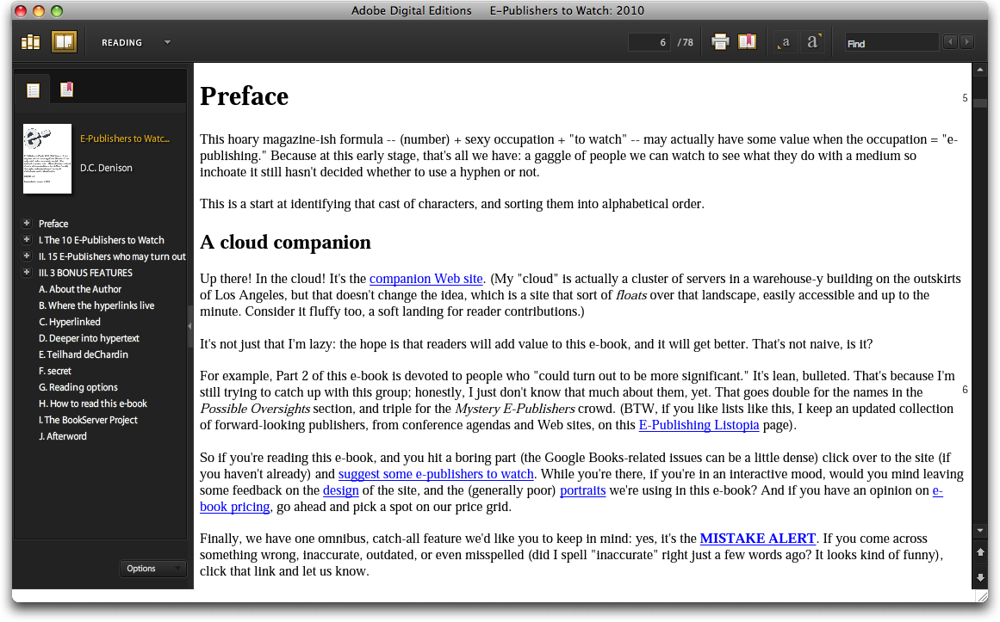 Adobe Digital Editions E-Publishers to Watch: 2010
READING
6 / 78
a a
Find
E-Publishers to Watc...
D.C. Denison
Preface
I. The 10 E-Publishers to Watch
II. 15 E-Publishers who may turn out
III. 3 BONUS FEATURES
A. About the Author
B. Where the hyperlinks live
C. Hyperlinked
D. Deeper into hypertext
E. Teilhard deChardin
F. secret
G. Reading options
H. How to read this e-book
I. The BookServer Project
J. Afterword
Options
Preface
5
This hoary magazine-ish formula -- (number) + sexy occupation + "to watch" -- may actually have some value when the occupation = "e-
publishing." Because at this early stage, that's all we have: a gaggle of people we can watch to see what they do with a medium so
inchoate it still hasn't decided whether to use a hyphen or not.
This is a start at identifying that cast of characters, and sorting them into alphabetical order.
A cloud companion
Up there! In the cloud! It's the companion Web site. (My "cloud" is actually a cluster of servers in a warehouse-y building on the outskirts
of Los Angeles, but that doesn't change the idea, which is a site that sort of floats over that landscape, easily accessible and up to the
minute. Consider it fluffy too, a soft landing for reader contributions.)
It's not just that I'm lazy: the hope is that readers will add value to this e-book, and it will get better. That's not naive, is it?
For example, Part 2 of this e-book is devoted to people who "could turn out to be more significant." It's lean, bulleted. That's because I'm
still trying to catch up with this group; honestly, I just don't know that much about them, yet. That goes double for the names in the
6
Possible Oversights section, and triple for the Mystery E-Publishers crowd. (BTW, if you like lists like this, I keep an updated collection
of forward-looking publishers, from conference agendas and Web sites, on this E-Publishing Listopia page).
So if you're reading this e-book, and you hit a boring part (the Google Books-related issues can be a little dense) click over to the site (if
you haven't already) and suggest some e-publishers to watch. While you're there, if you're in an interactive mood, would you mind leaving
some feedback on the design of the site, and the (generally poor) portraits we're using in this e-book? And if you have an opinion on e-
book pricing, go ahead and pick a spot on our price grid.
Finally, we have one omnibus, catch-all feature we'd like you to keep in mind: yes, it's the MISTAKE ALERT. If you come across
something wrong, inaccurate, outdated, or even misspelled (did I spell "inaccurate" right just a few words ago? It looks kind of funny),
click that link and let us know.